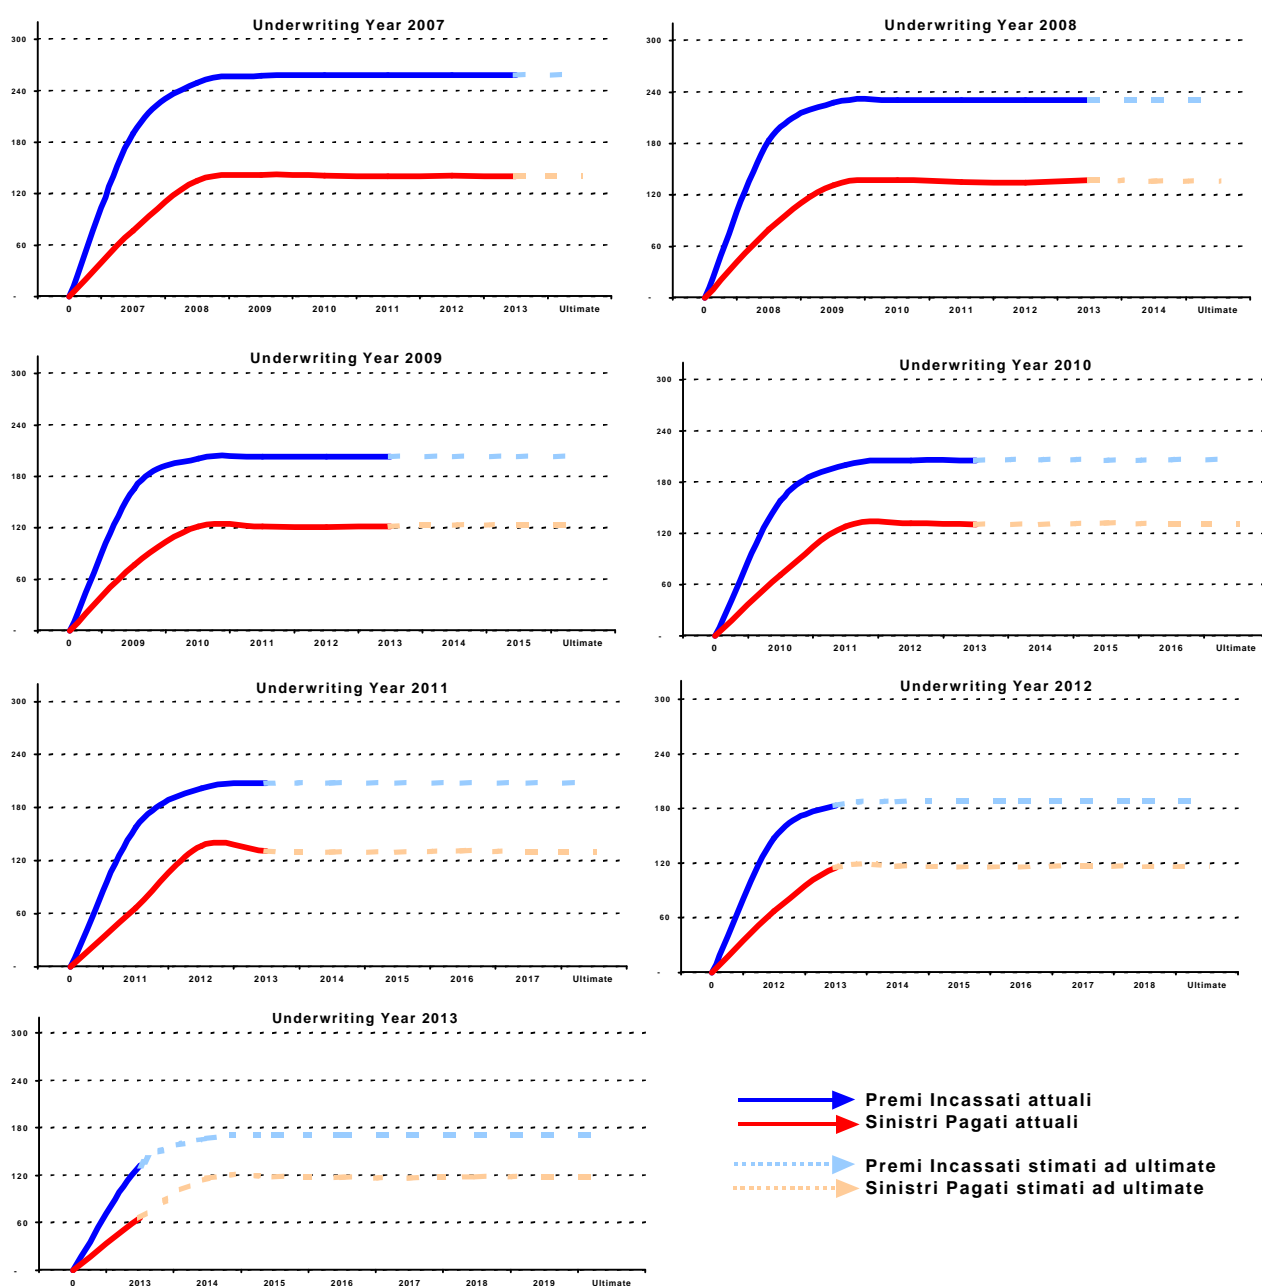 Underwriting Year 2007
300
240
180
120
60
-
0 2007 2008 2009 2010 2011 2012 2013 Ultimate
Underwriting Year 2008
300
240
180
120
60
-
0 2008 2009 2010 2011 2012 2013 2014 Ultimate
Underwriting Year 2009
300
240
180
120
60
-
0 2009 2010 2011 2012 2013 2014 2015 Ultimate
Underwriting Year 2010
300
240
180
120
60
-
0 2010 2011 2012 2013 2014 2015 2016 Ultimate
Underwriting Year 2011
300
240
180
120
60
-
0 2011 2012 2013 2014 2015 2016 2017 Ultimate
Underwriting Year 2012
300
240
180
120
60
-
0 2012 2013 2014 2015 2016 2017 2018 Ultimate
Underwriting Year 2013
300
240
180
120
60
-
0 2013 2014 2015 2016 2017 2018 2019 Ultimate
Premi Incassati attuali
Sinistri Pagati attuali
Premi Incassati stimati ad ultimate
Sinistri Pagati stimati ad ultimate